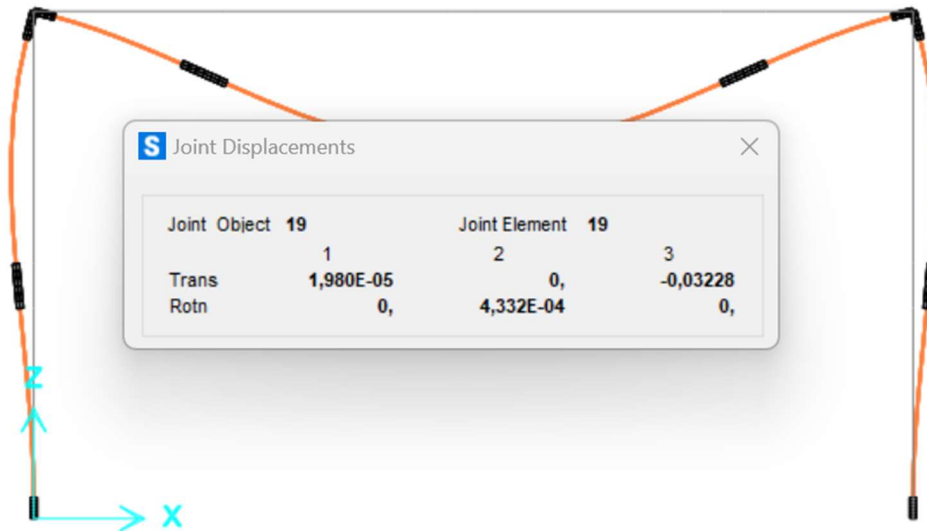 S Joint Displacements
Joint Object 19 Joint Element 19
1 2 3
Trans 1,980E-05 0, -0,03228
Rotn 0, 4,332E-04 0,
Z
X